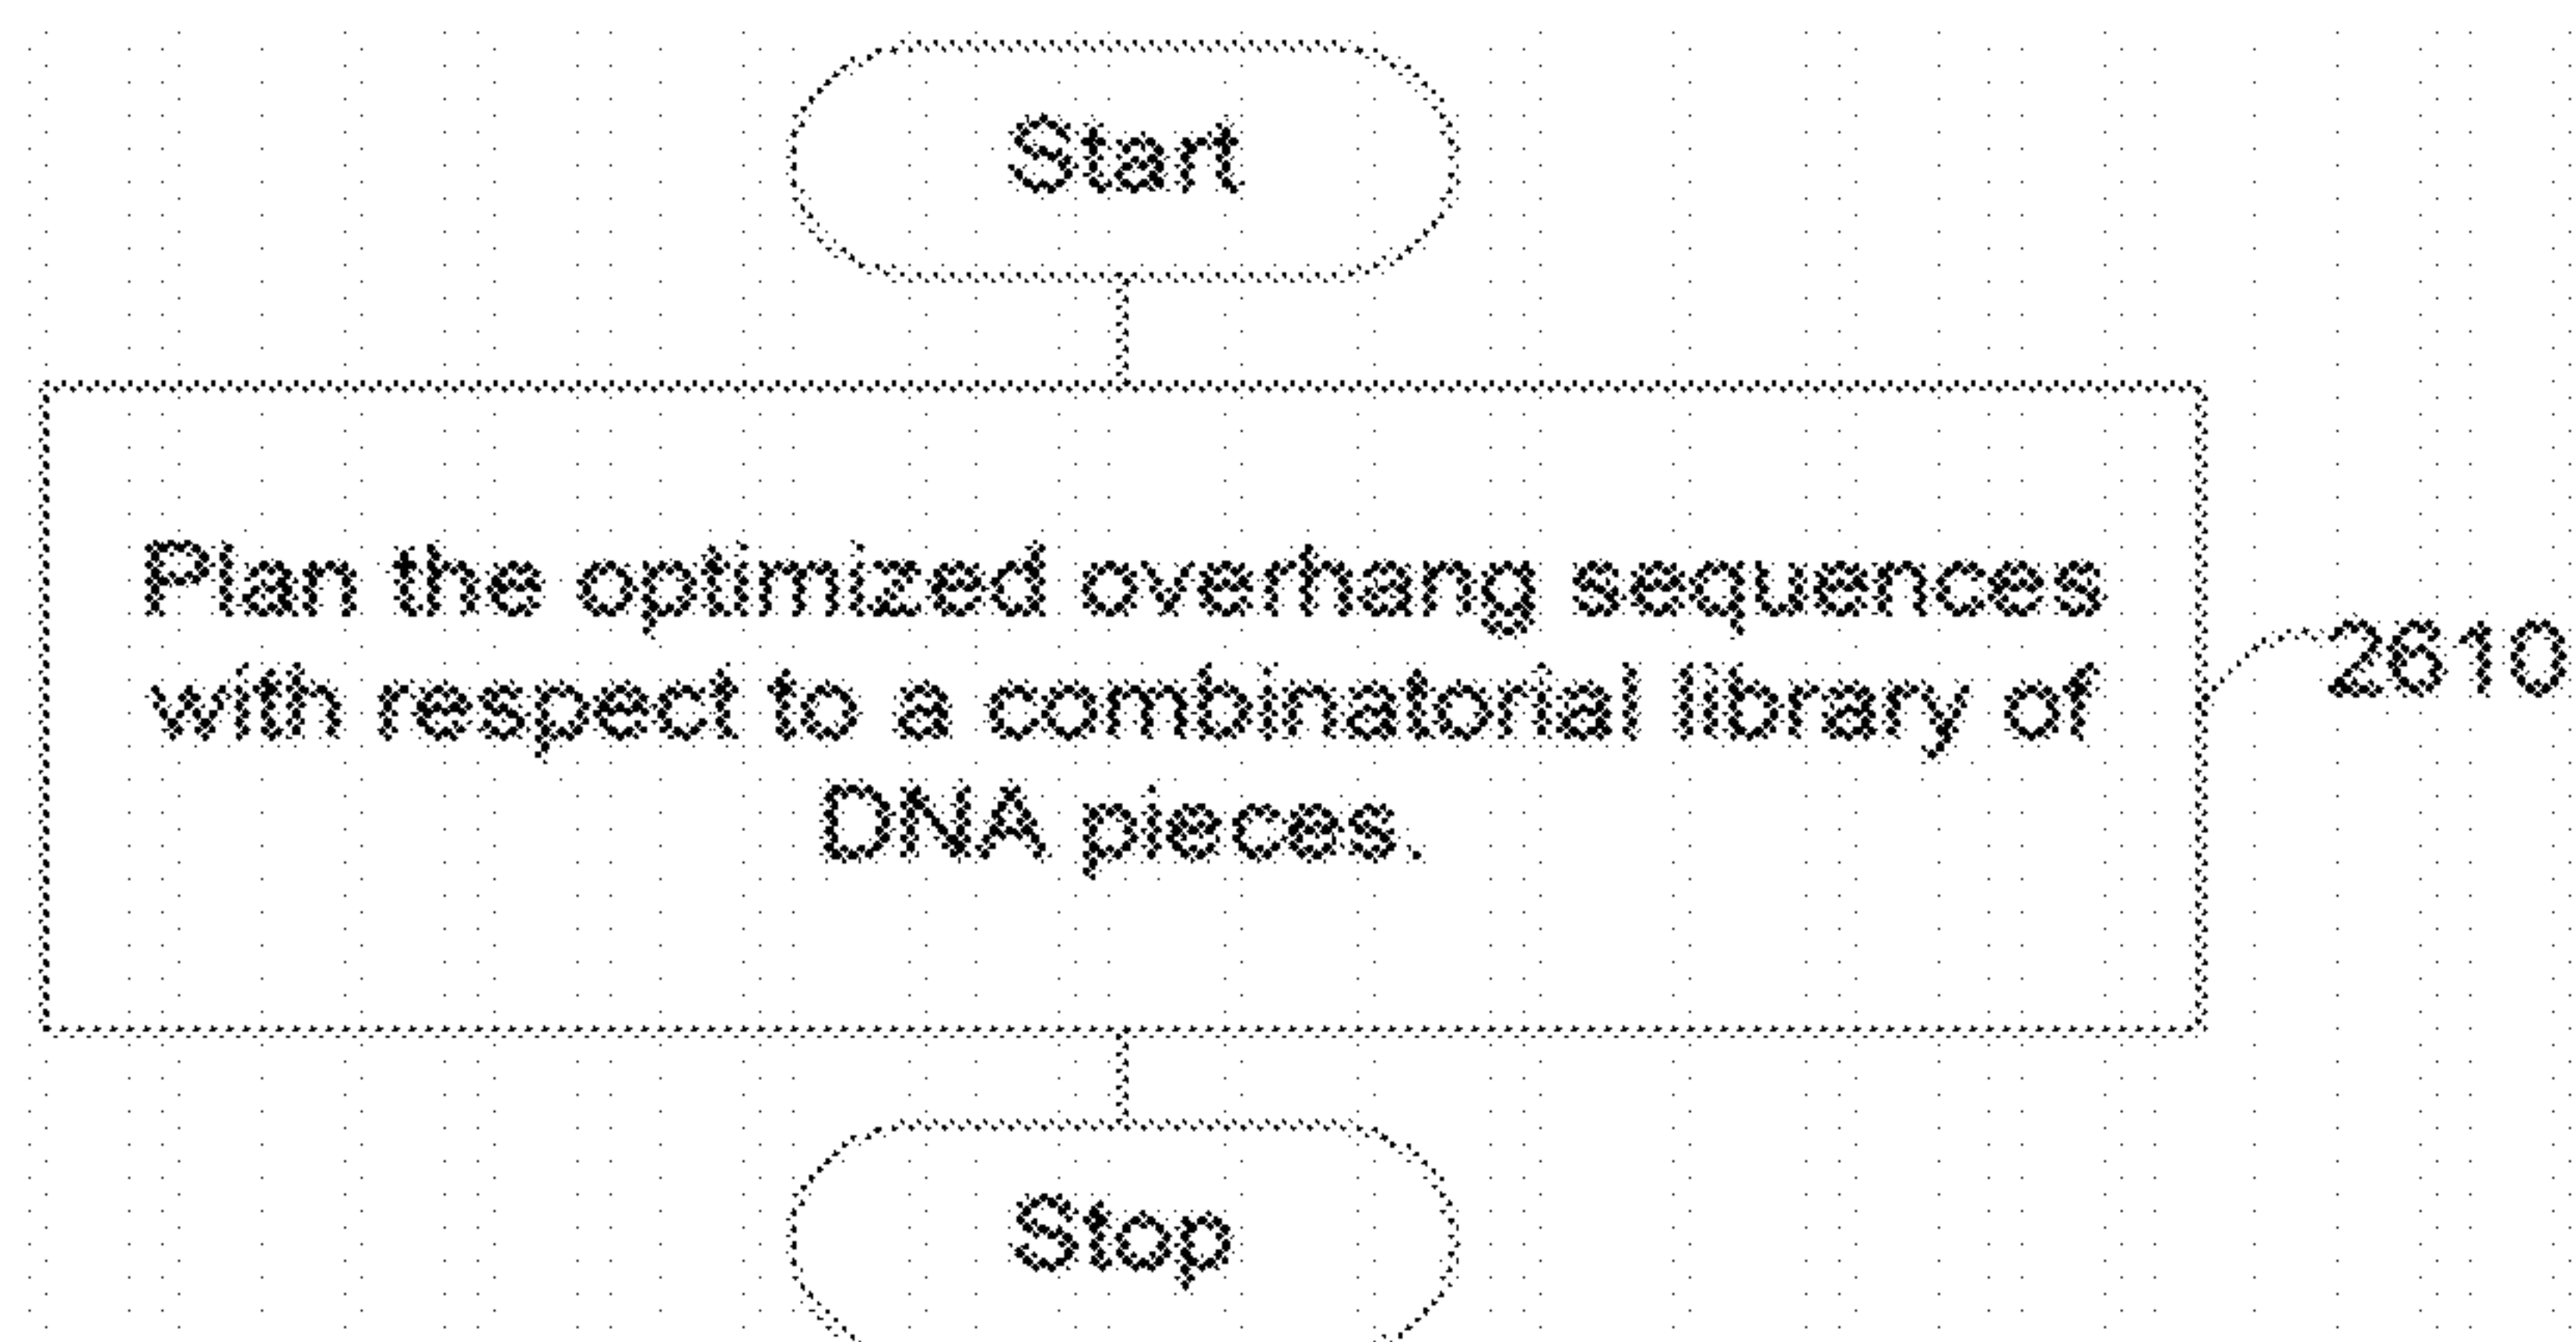 Start
Plan the optimized overhang sequences
with respect to a combinatorial library of
DNA pieces.
2610
Stop